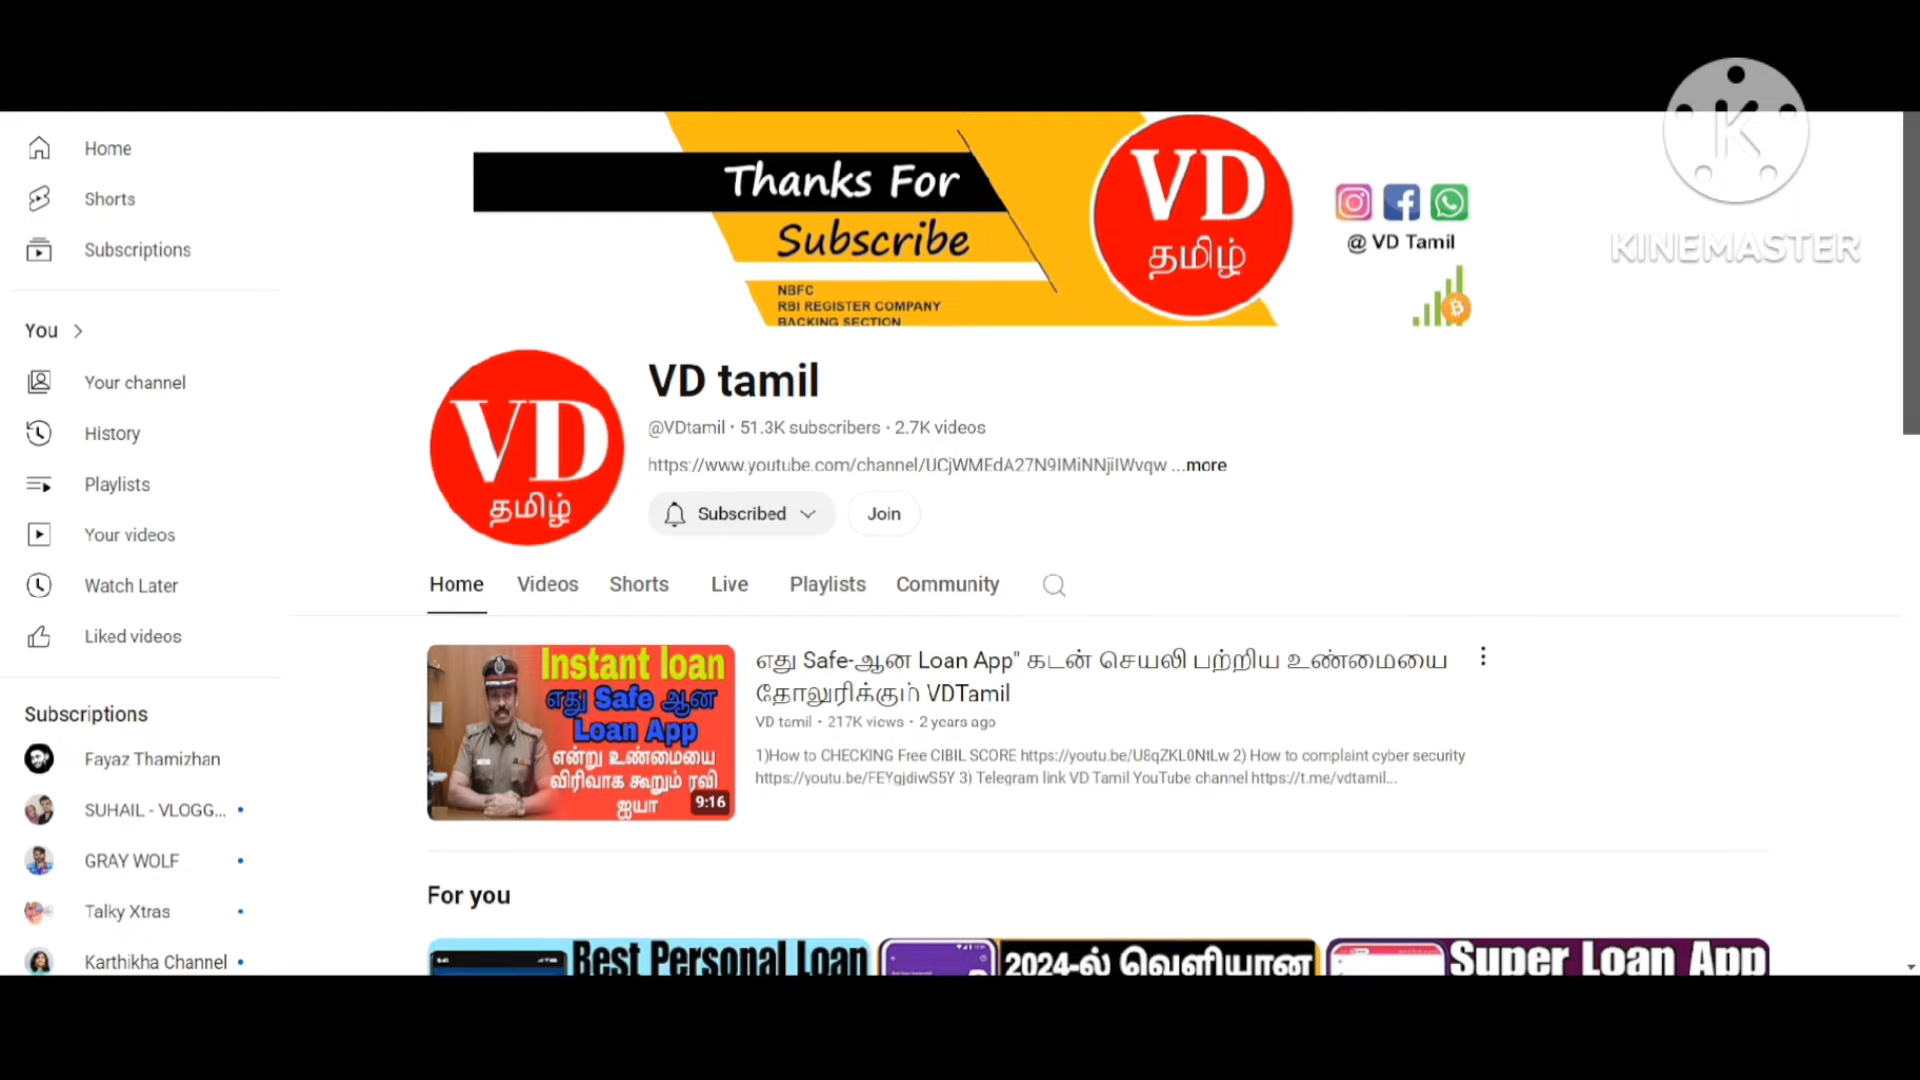 Home
Shorts
Subscriptions
You
Your channel
History
Playlists
Your videos
Watch Later
Liked videos
Subscriptions
Fayaz Thamizhan
SUHAIL - VLOGG...
GRAY WOLF
Talky Xtras
Karthikha Channel
Thanks For
Subscribe
NBFC
RBI REGISTER COMPANY
BACKING SECTION
VD
தமிழ்
@ VD Tamil
KINEMASTER
VD
தமிழ்
VD tamil
@VDtamil · 51.3K subscribers · 2.7K videos
https://www.youtube.com/channel/UCjWMEdA27N9IMiNNjiIWvqw ...more
Subscribed
Join
Home Videos Shorts Live Playlists Community
Instant loan
எது Safe ஆன
Loan App
என்று உண்மையை
விரிவாக கூறும் ரவி
ஐயா
9:16
எது Safe-ஆன Loan App" கடன் செயலி பற்றிய உண்மையை
தோலுரிக்கும் VDTamil
VD tamil · 217K views · 2 years ago
1)How to CHECKING Free CIBIL SCORE https://youtu.be/U8qZKL0NtLw 2) How to complaint cyber security
https://youtu.be/FEYgjdiwS5Y 3) Telegram link VD Tamil YouTube channel https://t.me/vdtamil...
For you
Best Personal Loan
2024-ல் வெளியான
Super Loan App